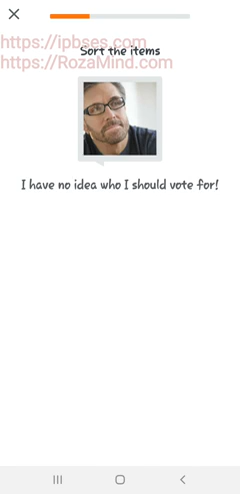 https://ipbses.com
Sort the items
https://RozaMind.com
I have no idea who I should vote for!